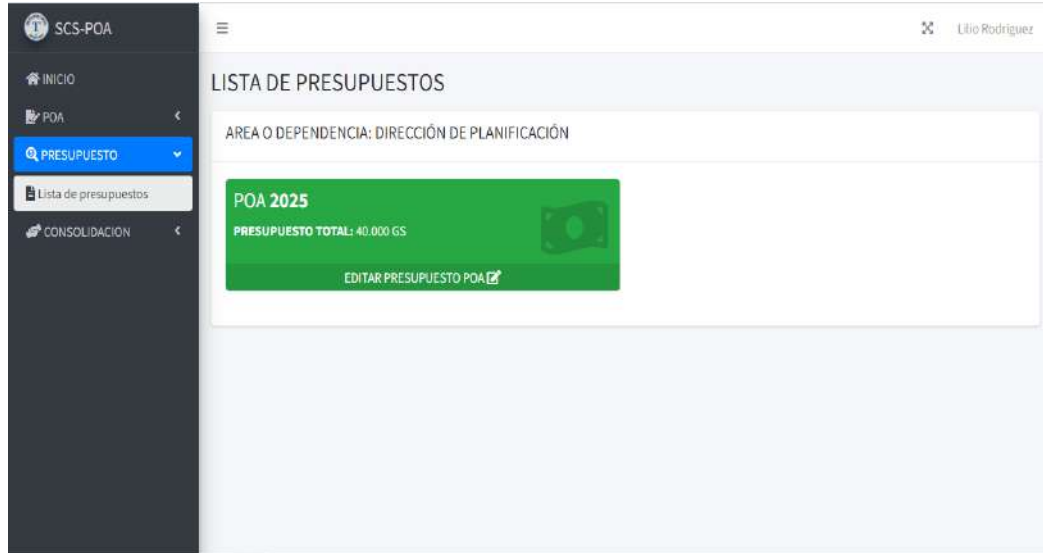 SCS-POA
Lilio Rodriguez
INICIO
POA
PRESUPUESTO
Lista de presupuestos
CONSOLIDACION
LISTA DE PRESUPUESTOS
AREA O DEPENDENCIA: DIRECCIÓN DE PLANIFICACIÓN
POA 2025
PRESUPUESTO TOTAL: 40.000 GS
EDITAR PRESUPUESTO POA